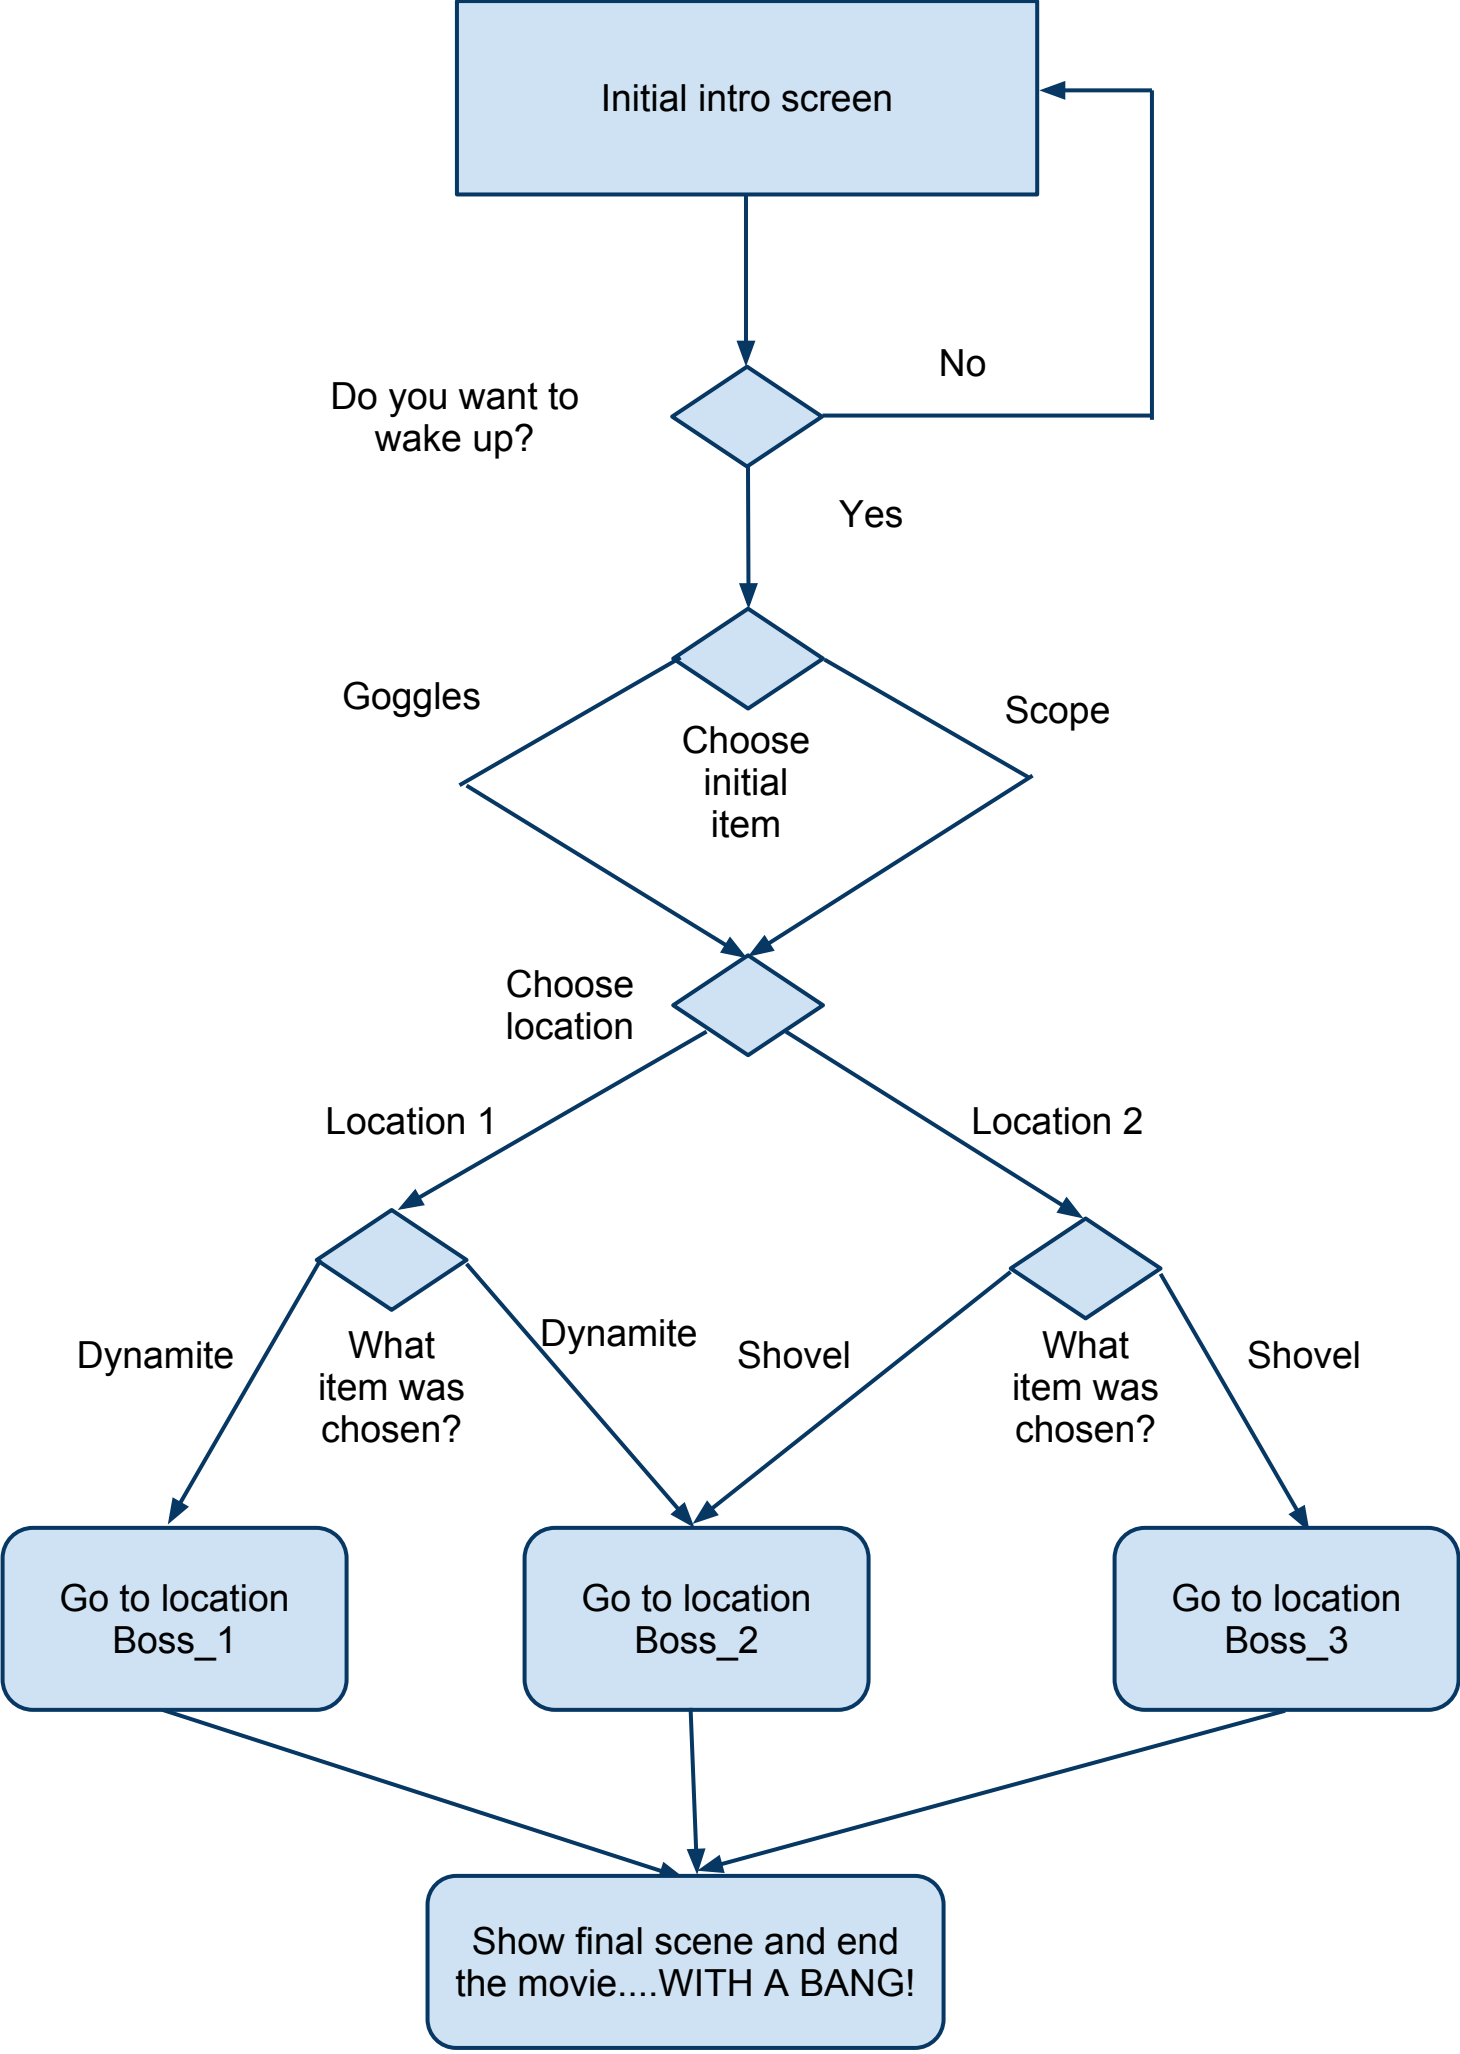 Initial intro screen
No
Do you want to
wake up?
Yes
Goggles
Scope
Choose
initial
item
Choose
location
Location 1
Location 2
Dynamite
What
item was
chosen?
Dynamite
Shovel
What
item was
chosen?
Shovel
Go to location
Boss_1
Go to location
Boss_2
Go to location
Boss_3
Show final scene and end
the movie....WITH A BANG!